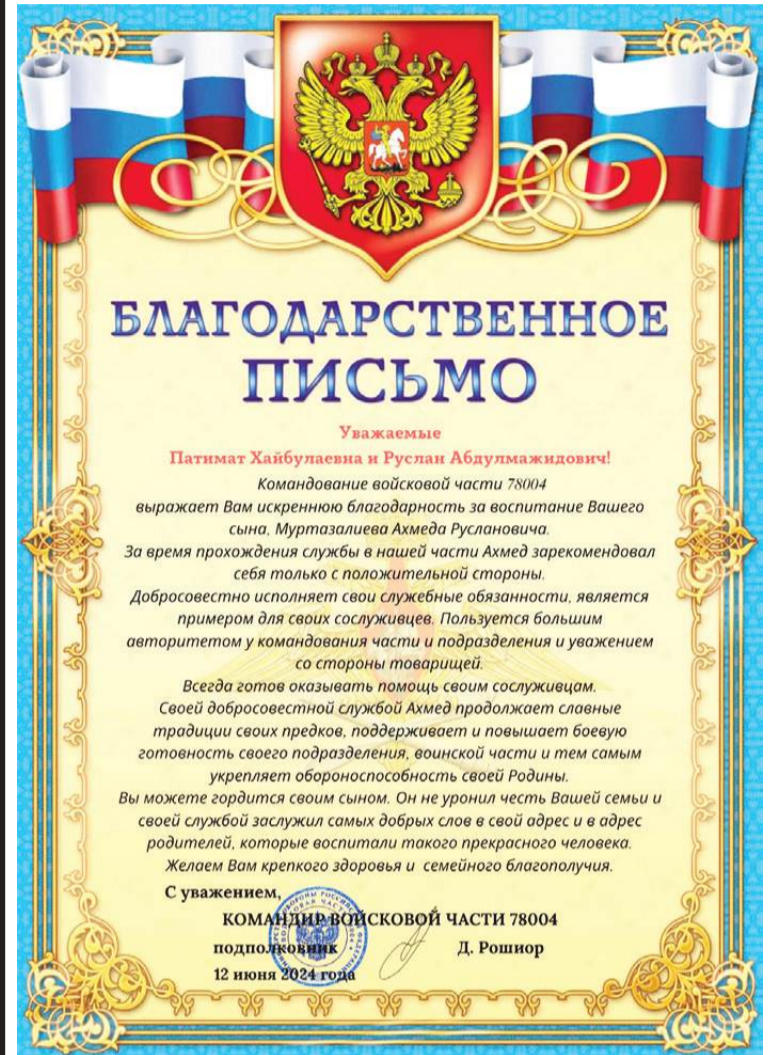 БЛАГОДАРСТВЕННОЕ
ПИСЬМО
Уважаемые
Патимат Хайбулаевна и Руслан Абдулмажидович!
Командование войсковой части 78004
выражает Вам искреннюю благодарность за воспитание Вашего
сына, Муртазалиева Ахмеда Руслановича.
За время прохождения службы в нашей части Ахмед зарекомендовал
себя только с положительной стороны.
Добросовестно исполняет свои служебные обязанности, является
примером для своих сослуживцев. Пользуется большим
авторитетом у командования части и подразделения и уважением
со стороны товарищей.
Всегда готов оказывать помощь своим сослуживцам.
Своей добросовестной службой Ахмед продолжает славные
традиции своих предков, поддерживает и повышает боевую
готовность своего подразделения, воинской части и тем самым
укрепляет обороноспособность своей Родины.
Вы можете гордится своим сыном. Он не уронил честь Вашей семьи и
своей службой заслужил самых добрых слов в свой адрес и в адрес
родителей, которые воспитали такого прекрасного человека.
Желаем Вам крепкого здоровья и семейного благополучия.
С уважением,
КОМАНДИР ВОЙСКОВОЙ ЧАСТИ 78004
подполковник Д. Рошиор
12 июня 2024 года